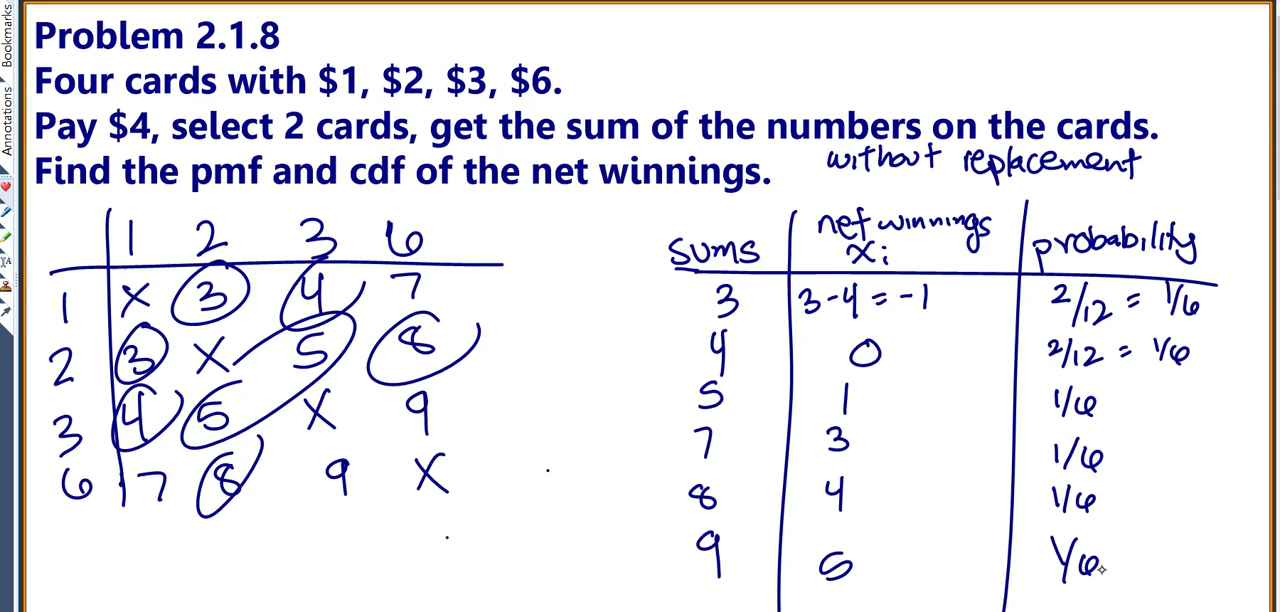 Bookmarks
Annotations
Problem 2.1.8
Four cards with $1, $2, $3, $6.
Pay $4, select 2 cards, get the sum of the numbers on the cards.
Find the pmf and cdf of the net winnings.
without replacement
1 2 3 6
1 X 3 4 7
2 3 X 5 8
3 4 5 X 9
6 7 8 9 X
sums net winnings xi probability
3 3-4 = -1 2/12 = 1/6
4 0 2/12 = 1/6
5 1 1/6
7 3 1/6
8 4 1/6
9 5 1/6